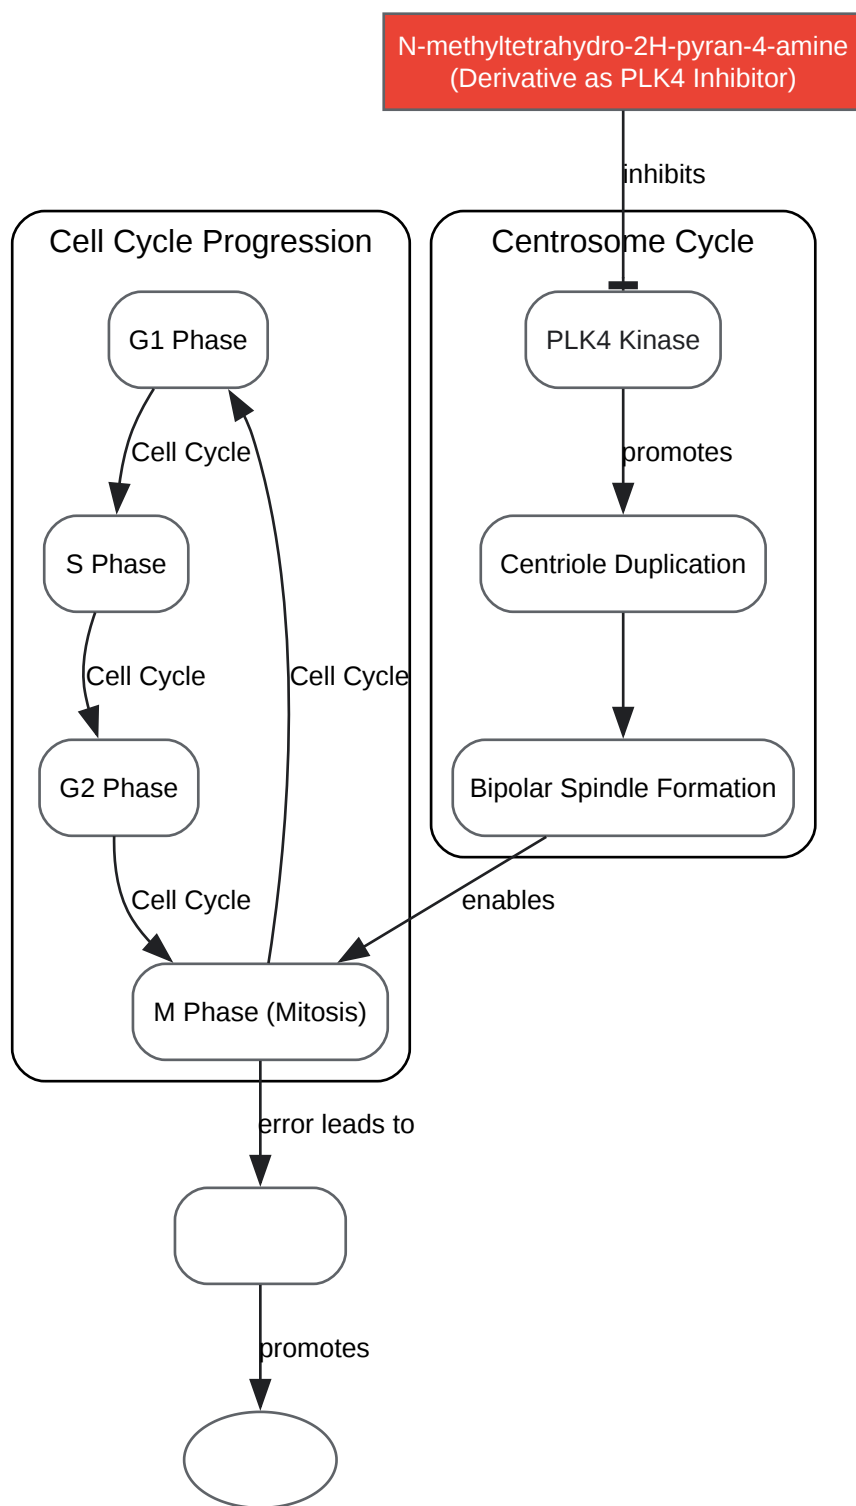 N-methyltetrahydro-2H-pyran-4-amine
(Derivative as PLK4 Inhibitor)
inhibits
Cell Cycle Progression
Centrosome Cycle
G1 Phase
PLK4 Kinase
Cell Cycle
promotes
S Phase
Centriole Duplication
Cell Cycle
Cell Cycle
G2 Phase
Bipolar Spindle Formation
Cell Cycle
enables
M Phase (Mitosis)
error leads to
promotes